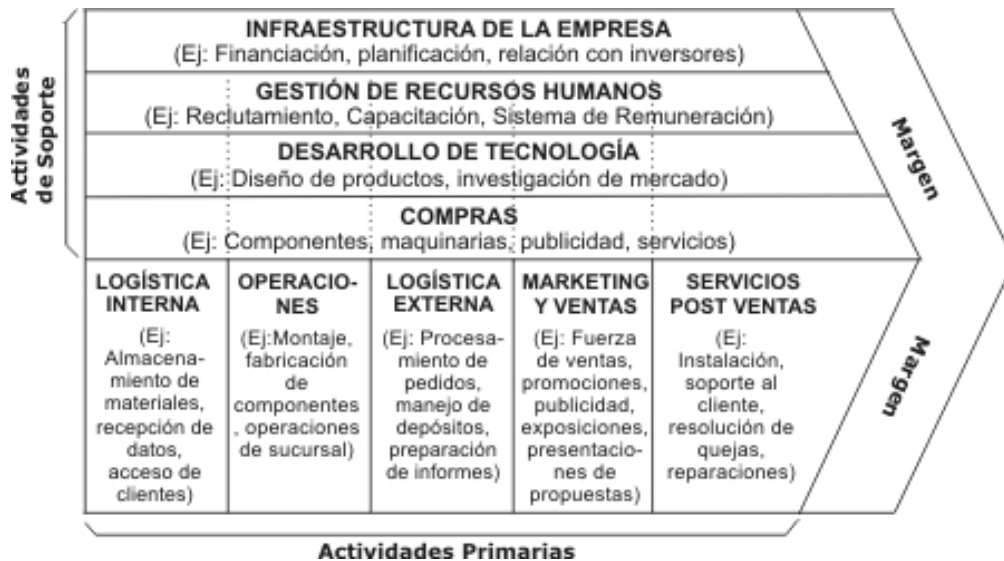 Actividades
de Soporte
INFRAESTRUCTURA DE LA EMPRESA
(Ej: Financiación, planificación, relación con inversores)
GESTIÓN DE RECURSOS HUMANOS
(Ej: Reclutamiento, Capacitación, Sistema de Remuneración)
DESARROLLO DE TECNOLOGÍA
(Ej: Diseño de productos, investigación de mercado)
COMPRAS
(Ej: Componentes, maquinarias, publicidad, servicios)
Margen
LOGÍSTICA
INTERNA
(Ej:
Almacena-
miento de
materiales,
recepción de
datos,
acceso de
clientes)
OPERACIO-
NES
(Ej:Montaje,
fabricación
de
componentes
, operaciones
de sucursal)
LOGÍSTICA
EXTERNA
(Ej: Procesa-
miento de
pedidos,
manejo de
depósitos,
preparación
de informes)
MARKETING
Y VENTAS
(Ej: Fuerza
de ventas,
promociones,
publicidad,
exposiciones,
presentacio-
nes de
propuestas)
SERVICIOS
POST VENTAS
(Ej:
Instalación,
soporte al
cliente,
resolución de
quejas,
reparaciones)
Margen
Actividades Primarias